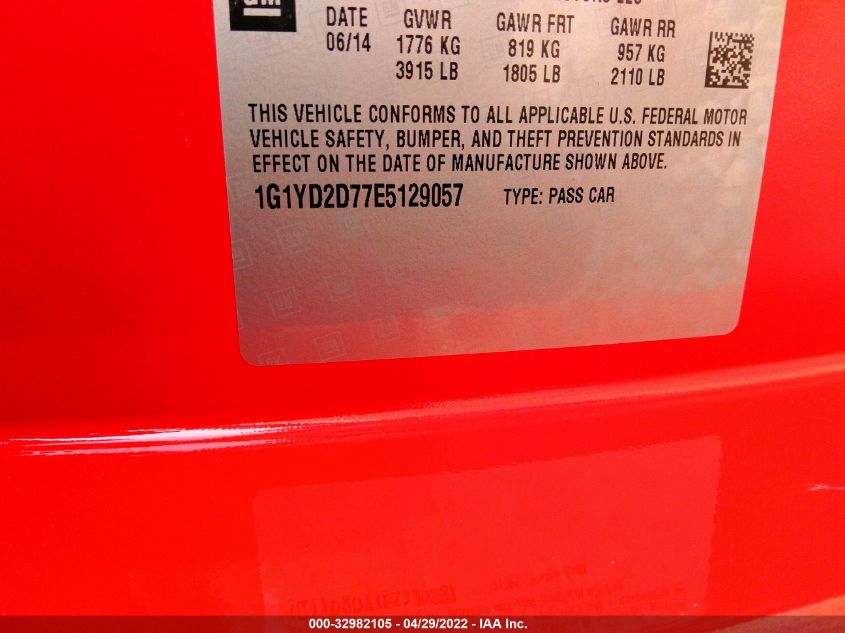 GM
DATE GVWR GAWR FRT GAWR RR
06/14 1776 KG 819 KG 957 KG
3915 LB 1805 LB 2110 LB
THIS VEHICLE CONFORMS TO ALL APPLICABLE U.S. FEDERAL MOTOR
VEHICLE SAFETY, BUMPER, AND THEFT PREVENTION STANDARDS IN
EFFECT ON THE DATE OF MANUFACTURE SHOWN ABOVE.
1G1YD2D77E5129057 TYPE: PASS CAR
000-32982105 - 04/29/2022 - IAA Inc.